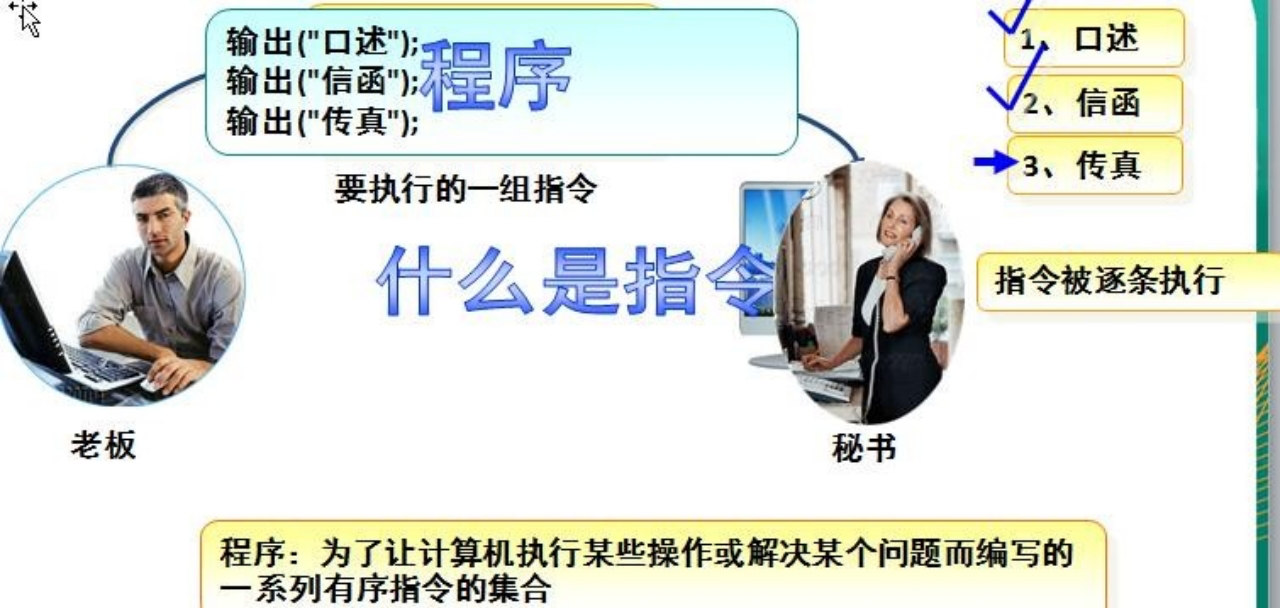 输出("口述");
输出("信函");
输出("传真");
程序
1、口述
2、信函
3、传真
要执行的一组指令
什么是指令
指令被逐条执行
老板
秘书
程序：为了让计算机执行某些操作或解决某个问题而编写的
一系列有序指令的集合